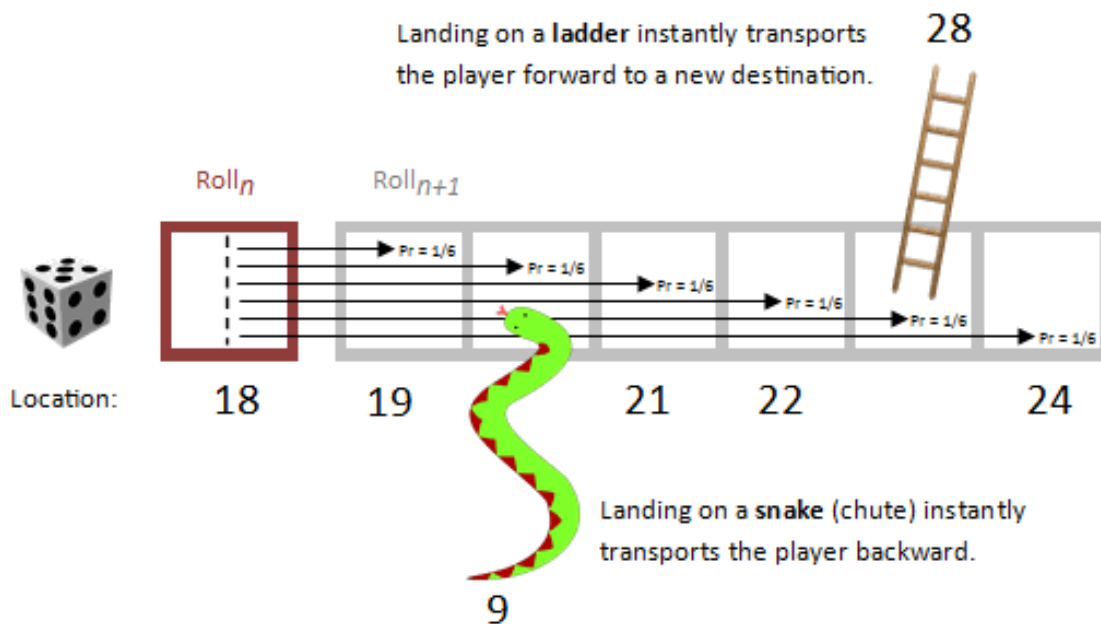 Landing on a ladder instantly transports
the player forward to a new destination.
28
Roll n
Roll n+1
Pr = 1/6
Pr = 1/6
Pr = 1/6
Pr = 1/6
Pr = 1/6
Pr = 1/6
Location:
18
19
21
22
24
Landing on a snake (chute) instantly
transports the player backward.
9